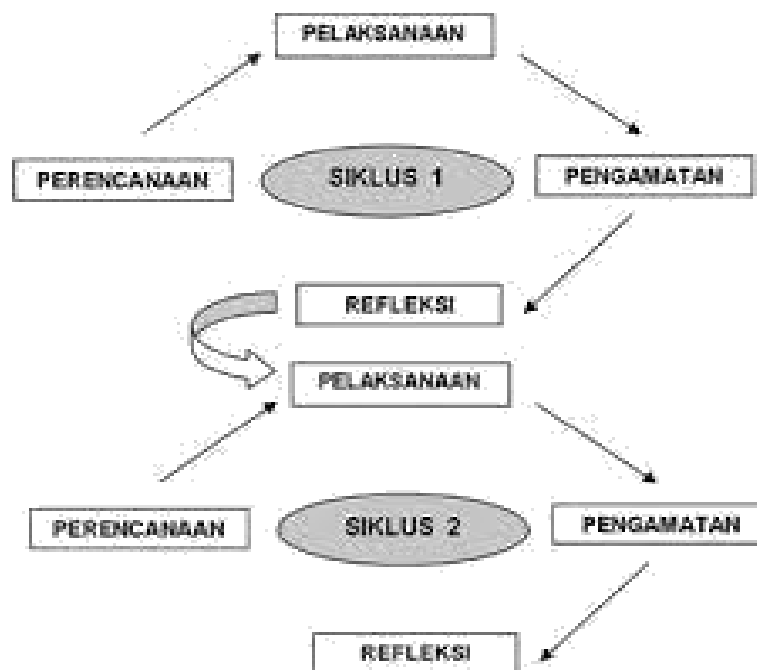 PELAKSANAAN
PERENCANAAN
SIKLUS 1
PENGAMATAN
REFLEKSI
PELAKSANAAN
PERENCANAAN
SIKLUS 2
PENGAMATAN
REFLEKSI